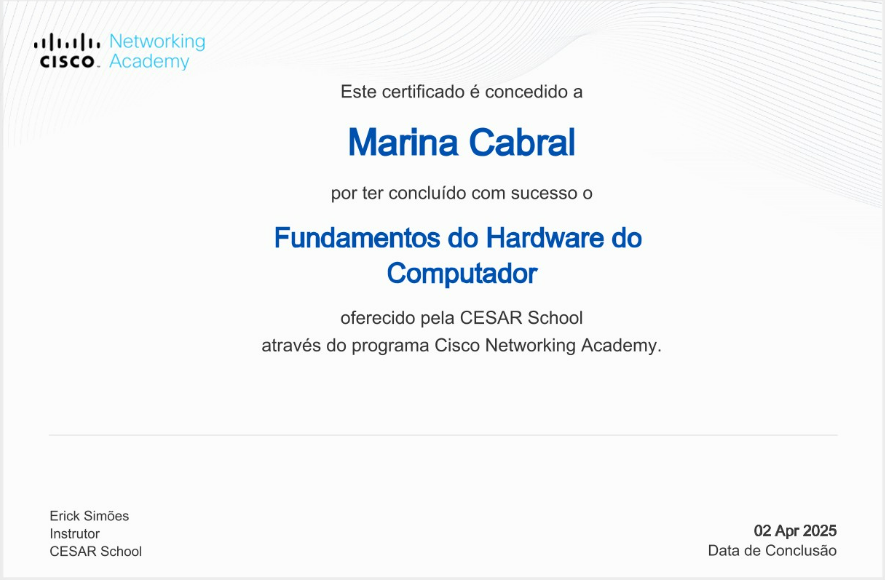 Networking
CISCO Academy
Este certificado é concedido a
Marina Cabral
por ter concluído com sucesso o
Fundamentos do Hardware do
Computador
oferecido pela CESAR School
através do programa Cisco Networking Academy.
Erick Simões
Instrutor
CESAR School
02 Apr 2025
Data de Conclusão